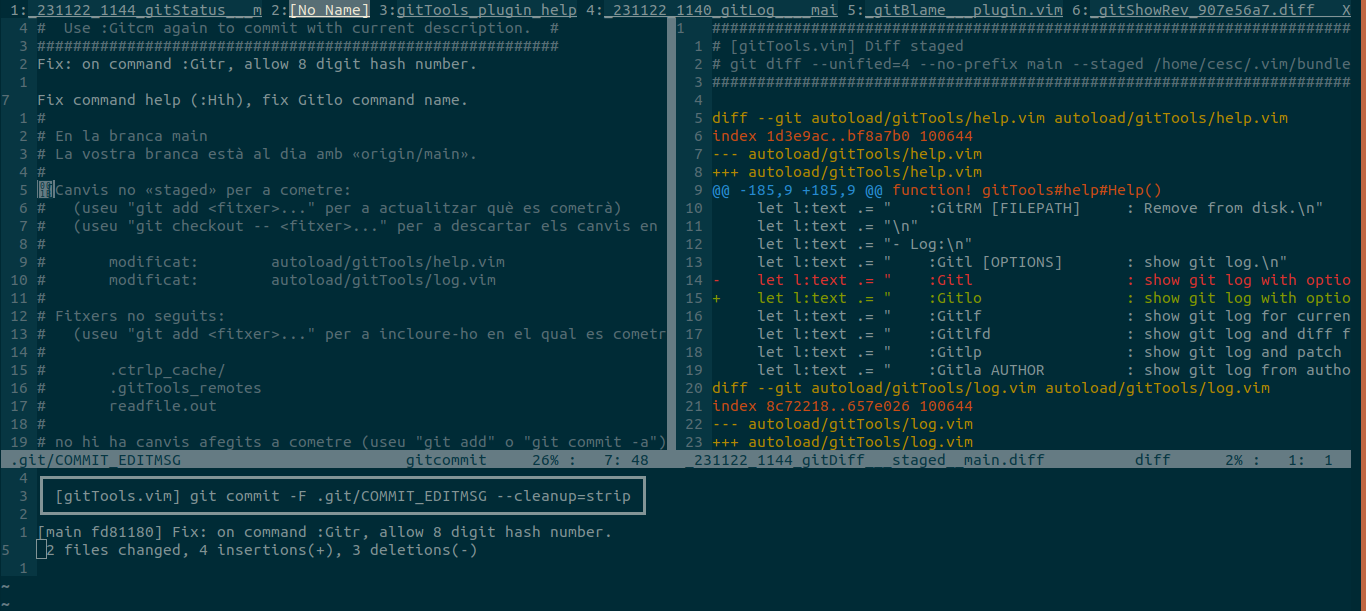 1:_231122_1144_gitStatus___m 2:[No Name] 3:gitTools_plugin_help 4:_231122_1140_gitLog____mai 5:_gitBlame___plugin.vim 6:_gitShowRev_907e56a7.diff X
4 #  Use :Gitcm again to commit with current description.  #
3 ##########################################################
2 Fix: on command :Gitr, allow 8 digit hash number.
1
7 Fix command help (:Hih), fix Gitlo command name.
1 #
2 # En la branca main
3 # La vostra branca està al dia amb «origin/main».
4 #
5 # Canvis no «staged» per a cometre:
6 #   (useu "git add <fitxer>..." per a actualitzar què es cometrà)
7 #   (useu "git checkout -- <fitxer>..." per a descartar els canvis en
8 #
9 #       modificat:        autoload/gitTools/help.vim
10 #       modificat:        autoload/gitTools/log.vim
11 #
12 # Fitxers no seguits:
13 #   (useu "git add <fitxer>..." per a incloure-ho en el qual es cometr
14 #
15 #       .ctrlp_cache/
16 #       .gitTools_remotes
17 #       readfile.out
18 #
19 # no hi ha canvis afegits a cometre (useu "git add" o "git commit -a")
.git/COMMIT_EDITMSG                         gitcommit     26% :   7: 48
1 #######################################################################
1 # [gitTools.vim] Diff staged
2 # git diff --unified=4 --no-prefix main --staged /home/cesc/.vim/bundle
3 #######################################################################
4
5 diff --git autoload/gitTools/help.vim autoload/gitTools/help.vim
6 index 1d3e9ac..bf8a7b0 100644
7 --- autoload/gitTools/help.vim
8 +++ autoload/gitTools/help.vim
9 @@ -185,9 +185,9 @@ function! gitTools#help#Help()
10      let l:text .= "    :GitRM [FILEPATH]     : Remove from disk.\n"
11      let l:text .= "\n"
12      let l:text .= "- Log:\n"
13      let l:text .= "    :Gitl [OPTIONS]       : show git log.\n"
14 -    let l:text .= "    :Gitl                 : show git log with optio
15 +    let l:text .= "    :Gitlo                : show git log with optio
16      let l:text .= "    :Gitlf                : show git log for curren
17      let l:text .= "    :Gitlfd               : show git log and diff f
18      let l:text .= "    :Gitlp                : show git log and patch
19      let l:text .= "    :Gitla AUTHOR         : show git log from autho
20 diff --git autoload/gitTools/log.vim autoload/gitTools/log.vim
21 index 8c72218..657e026 100644
22 --- autoload/gitTools/log.vim
23 +++ autoload/gitTools/log.vim
_231122_1144_gitDiff___staged__main.diff          diff      2% :   1:  1
4
3 [gitTools.vim] git commit -F .git/COMMIT_EDITMSG --cleanup=strip
2
1 [main fd81180] Fix: on command :Gitr, allow 8 digit hash number.
5 2 files changed, 4 insertions(+), 3 deletions(-)
1
~
~